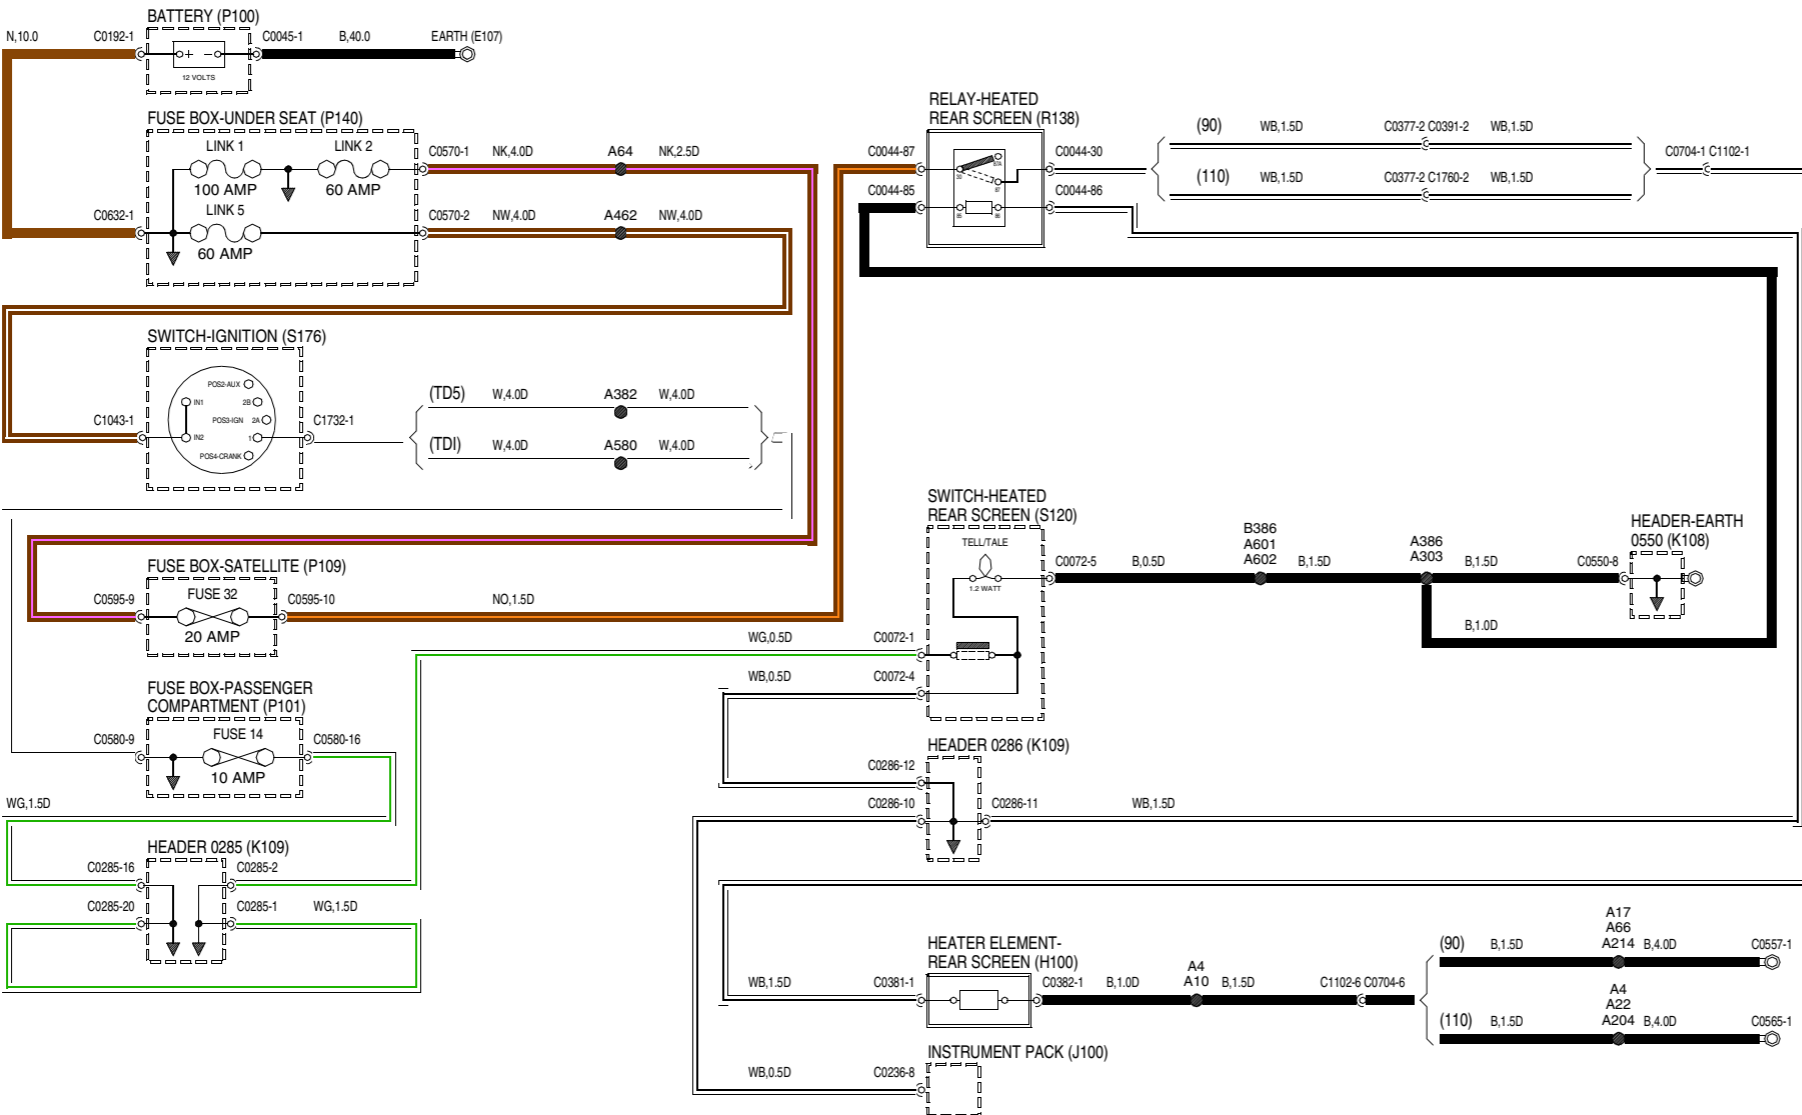 BATTERY (P100)
N,10.0 C0192-1 C0045-1 B,40.0 EARTH (E107)
+ −
12 VOLTS
FUSE BOX-UNDER SEAT (P140)
LINK 1 LINK 2
C0570-1 NK,4.0D A64 NK,2.5D
100 AMP 60 AMP
C0632-1 LINK 5 C0570-2 NW,4.0D A462 NW,4.0D
60 AMP
RELAY-HEATED
REAR SCREEN (R138)
C0044-87 C0044-30
87A
30
87
C0044-85 C0044-86
85 86
(90) WB,1.5D C0377-2 C0391-2 WB,1.5D
C0704-1 C1102-1
(110) WB,1.5D C0377-2 C1760-2 WB,1.5D
SWITCH-IGNITION (S176)
POS2-AUX
IN1 2B
POS3-IGN 2A
C1043-1 IN2 1 C1732-1
POS4-CRANK
(TD5) W,4.0D A382 W,4.0D
(TDI) W,4.0D A580 W,4.0D
SWITCH-HEATED
REAR SCREEN (S120)
TELL/TALE
1.2 WATT
C0072-5 B,0.5D
B386
A601
A602
B,1.5D
A386
A303
B,1.5D C0550-8
HEADER-EARTH
0550 (K108)
B,1.0D
FUSE BOX-SATELLITE (P109)
C0595-9 FUSE 32 C0595-10 NO,1.5D
20 AMP
WG,0.5D C0072-1
WB,0.5D C0072-4
FUSE BOX-PASSENGER
COMPARTMENT (P101)
C0580-9 FUSE 14 C0580-16
10 AMP
WG,1.5D
HEADER 0286 (K109)
C0286-12
C0286-10 C0286-11 WB,1.5D
HEADER 0285 (K109)
C0285-16 C0285-2
C0285-20 C0285-1 WG,1.5D
HEATER ELEMENT-
REAR SCREEN (H100)
WB,1.5D C0381-1 C0382-1 B,1.0D
A4
A10
B,1.5D C1102-6 C0704-6
A17
A66
(90) B,1.5D A214 B,4.0D C0557-1
A4
A22
(110) B,1.5D A204 B,4.0D C0565-1
INSTRUMENT PACK (J100)
WB,0.5D C0236-8